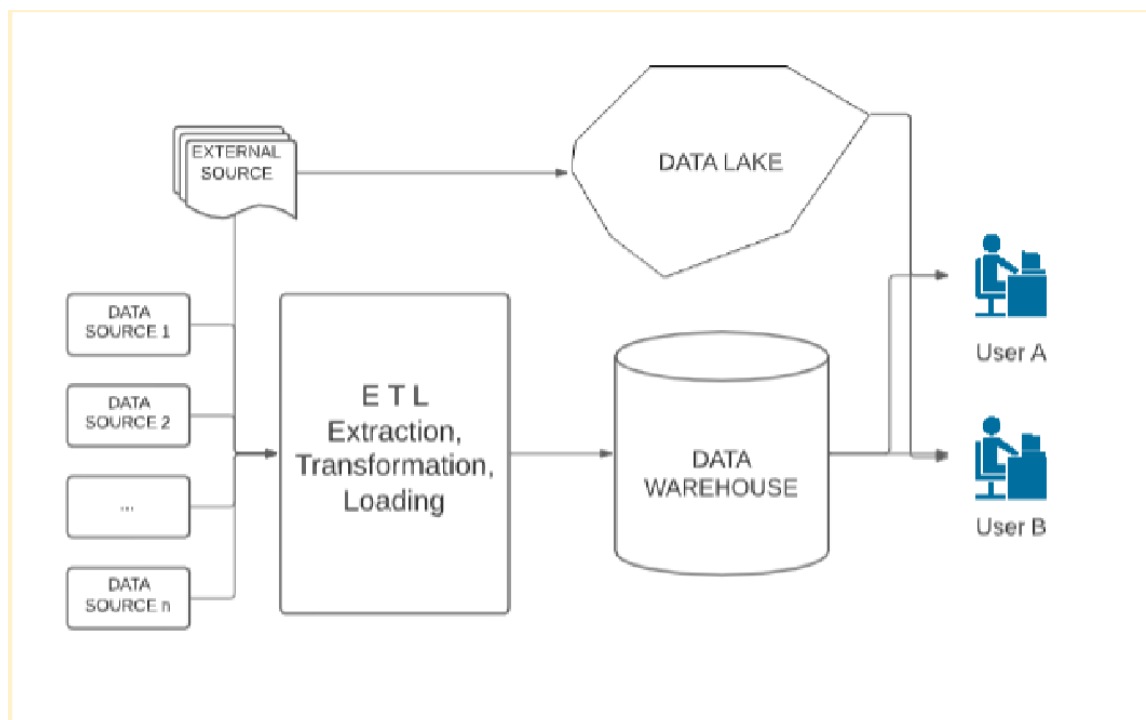 EXTERNAL
SOURCE
DATA LAKE
DATA
SOURCE 1
DATA
SOURCE 2
...
DATA
SOURCE n
E T L
Extraction,
Transformation,
Loading
DATA
WAREHOUSE
User A
User B